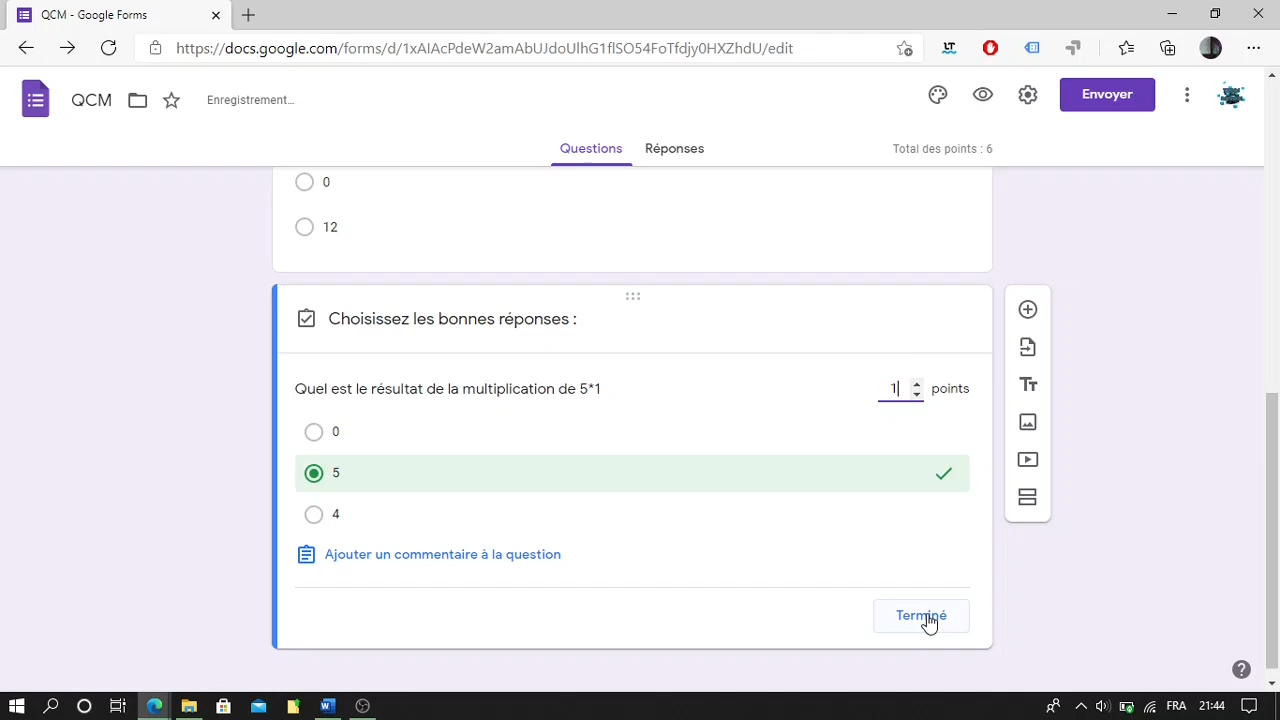 QCM - Google Forms
https://docs.google.com/forms/d/1xAIAcPdeW2amAbUJdoUlhG1flSO54FoTfdjy0HXZhdU/edit
LT
QCM
Enregistrement...
Envoyer
Questions
Réponses
Total des points : 6
0
12
Choisissez les bonnes réponses :
Quel est le résultat de la multiplication de 5*1
1
points
0
5
4
Ajouter un commentaire à la question
Terminé
FRA
21:44